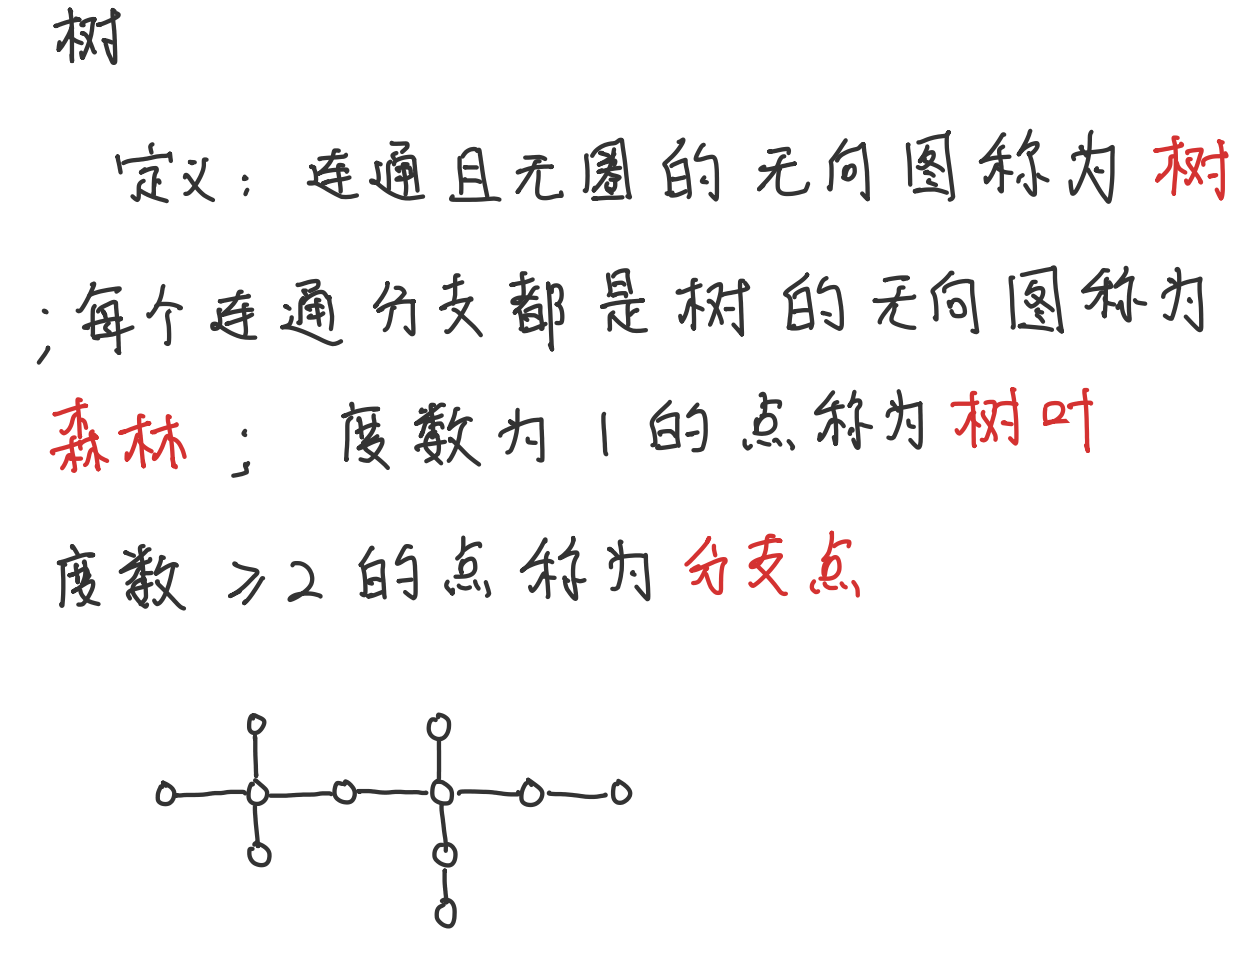 树
定义：连通且无圈的无向图称为树
；每个连通分支都是树的无向图称为
森林；度数为1的点称为树叶
度数≥2的点称为分支点